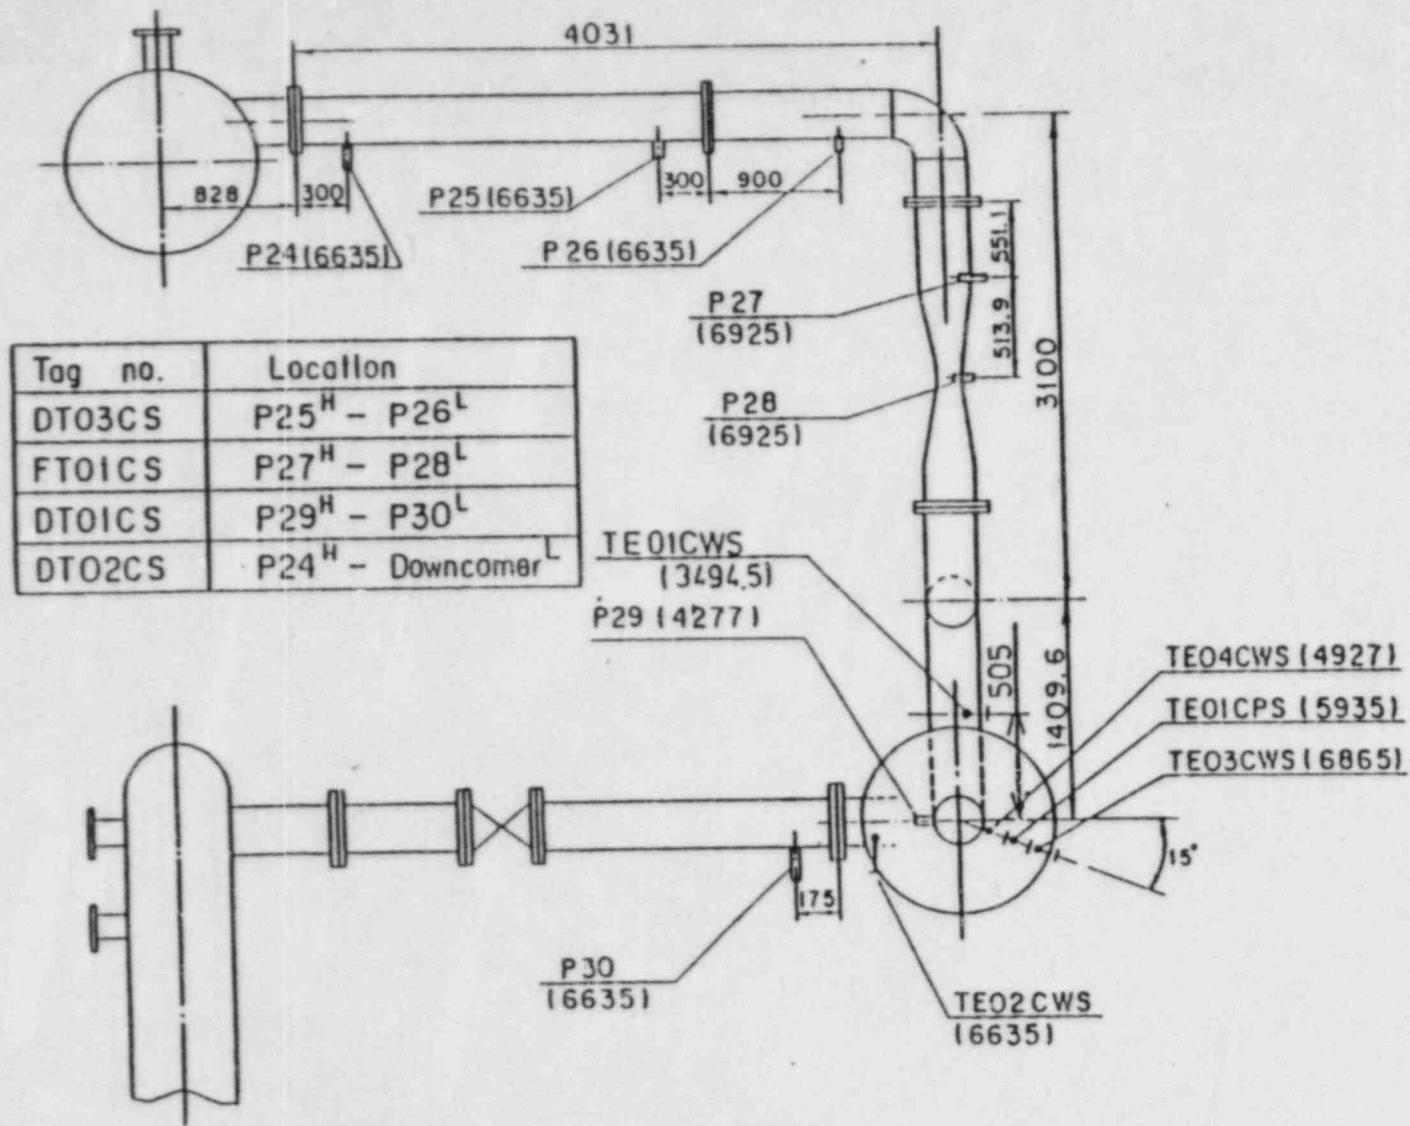 4031
828
300
P24(6635)
P25(6635)
300
900
P26(6635)
551.1
513.9
P27
(6925)
P28
(6925)
3100
Tag no. Location
DT03CS P25H - P26L
FT01CS P27H - P28L
DT01CS P29H - P30L
DT02CS P24H - DowncomerL
TE01CWS
(3494.5)
P29 (4277)
505
1409.6
TE04CWS (4927)
TE01CPS (5935)
TE03CWS (6865)
15°
175
P30
(6635)
TE02CWS
(6635)